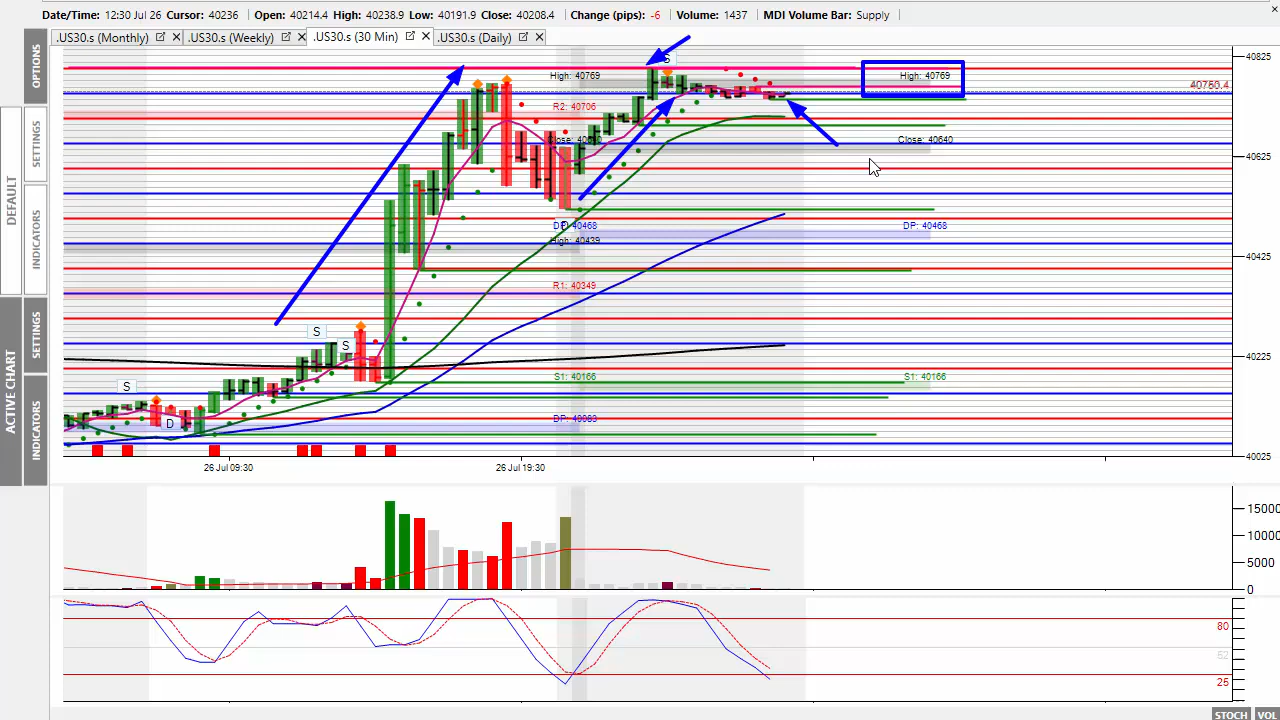 Date/Time: 12:30 Jul 26 Cursor: 40236 Open: 40214.4 High: 40238.9 Low: 40191.9 Close: 40208.4 Change (pips): -6 Volume: 1437 MDI Volume Bar: Supply
.US30.s (Monthly) .US30.s (Weekly) .US30.s (30 Min) .US30.s (Daily)
OPTIONS
DEFAULT
SETTINGS
INDICATORS
ACTIVE CHART
SETTINGS
INDICATORS
S
High: 40769
High: 40769
R2: 40706
Close: 40640
DP: 40468
DP: 40468
High: 40439
R1: 40349
S
S
S1: 40166
S1: 40166
S
D
DP: 40083
40825
40760.4
40625
40425
40225
40025
26 Jul 09:30
26 Jul 19:30
15000
10000
5000
0
80
52
25
STOCH VOL